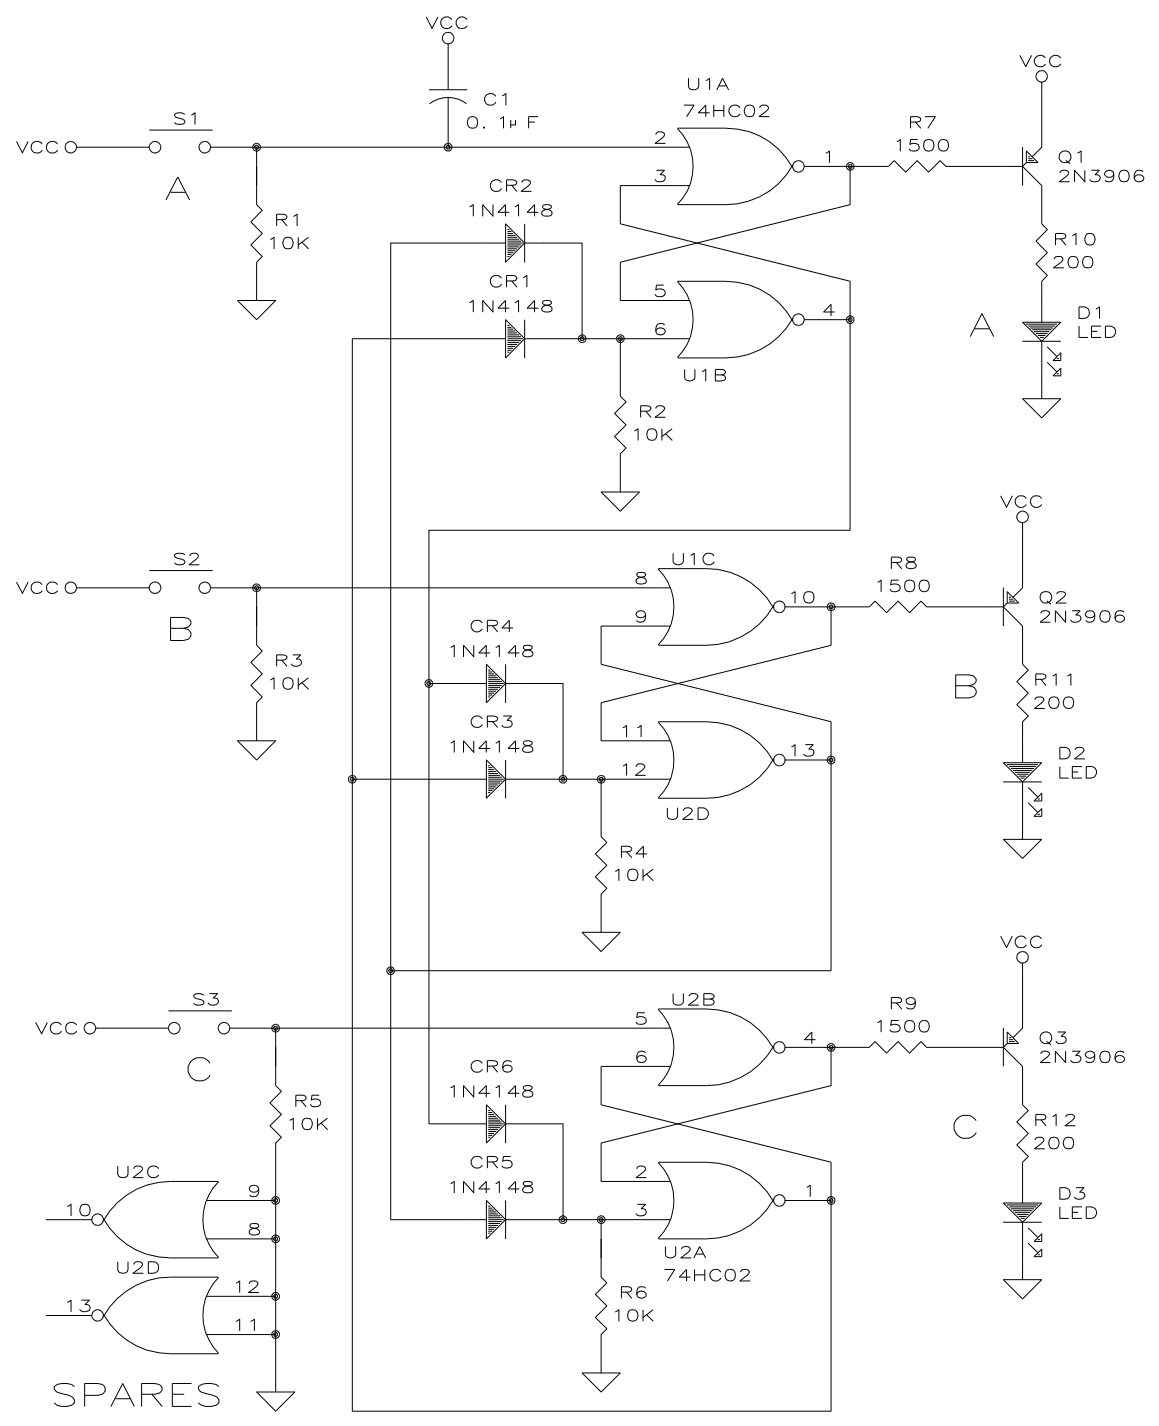 VCC
VCC
U1A
74HC02
C1
0.1µF
S1
VCC
A
2
3
1
R7
1500
Q1
2N3906
R1
10K
CR2
1N4148
CR1
1N4148
5
6
4
U1B
R10
200
A
D1
LED
R2
10K
VCC
S2
VCC
B
U1C
8
9
10
R8
1500
Q2
2N3906
R3
10K
CR4
1N4148
CR3
1N4148
11
12
13
U2D
B
R11
200
D2
LED
R4
10K
VCC
S3
VCC
C
U2B
5
6
4
R9
1500
Q3
2N3906
R5
10K
CR6
1N4148
CR5
1N4148
2
3
1
U2A
74HC02
C
R12
200
D3
LED
U2C
10
9
8
U2D
13
12
11
R6
10K
SPARES